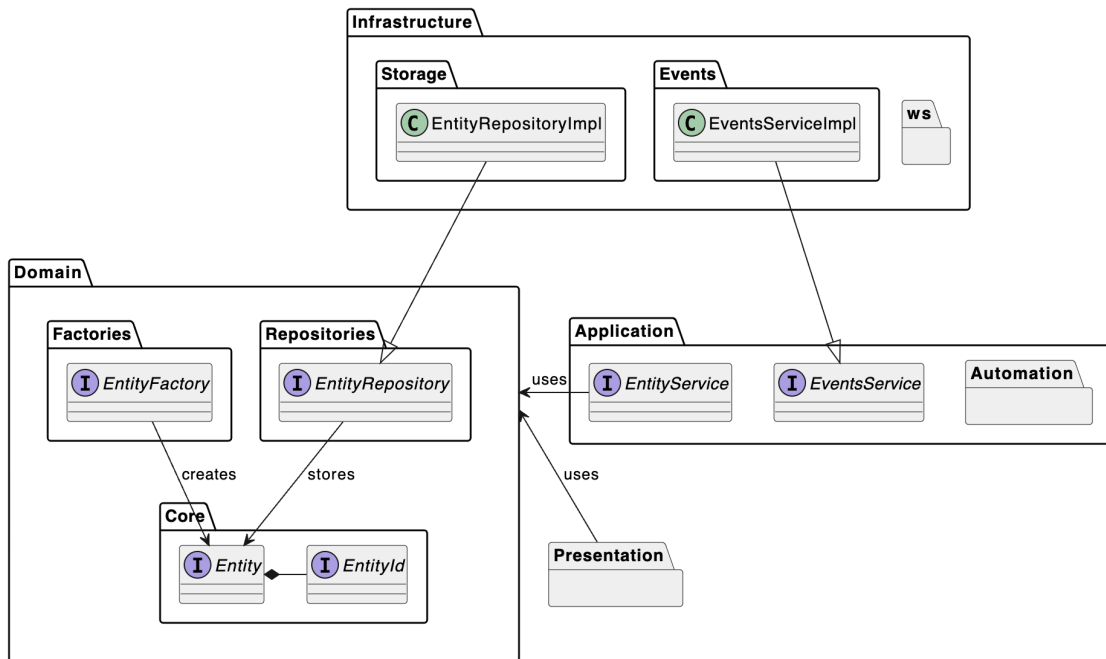 Infrastructure
Storage
Events
C EntityRepositoryImpl
C EventsServiceImpl
ws
Domain
Factories
Repositories
Application
I EntityFactory
I EntityRepository
uses
I EntityService
I EventsService
Automation
creates
stores
uses
Core
Presentation
I Entity
I EntityId